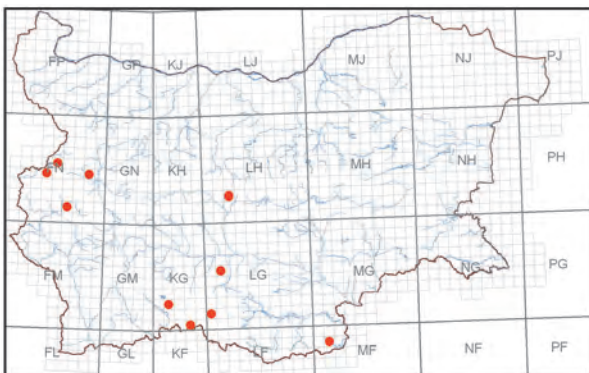 FP GP KJ LJ MJ NJ PJ
FN GN KH LH MH NH PH
FM GM KG LG MG NG PG
FL GL KF LF MF NF PF